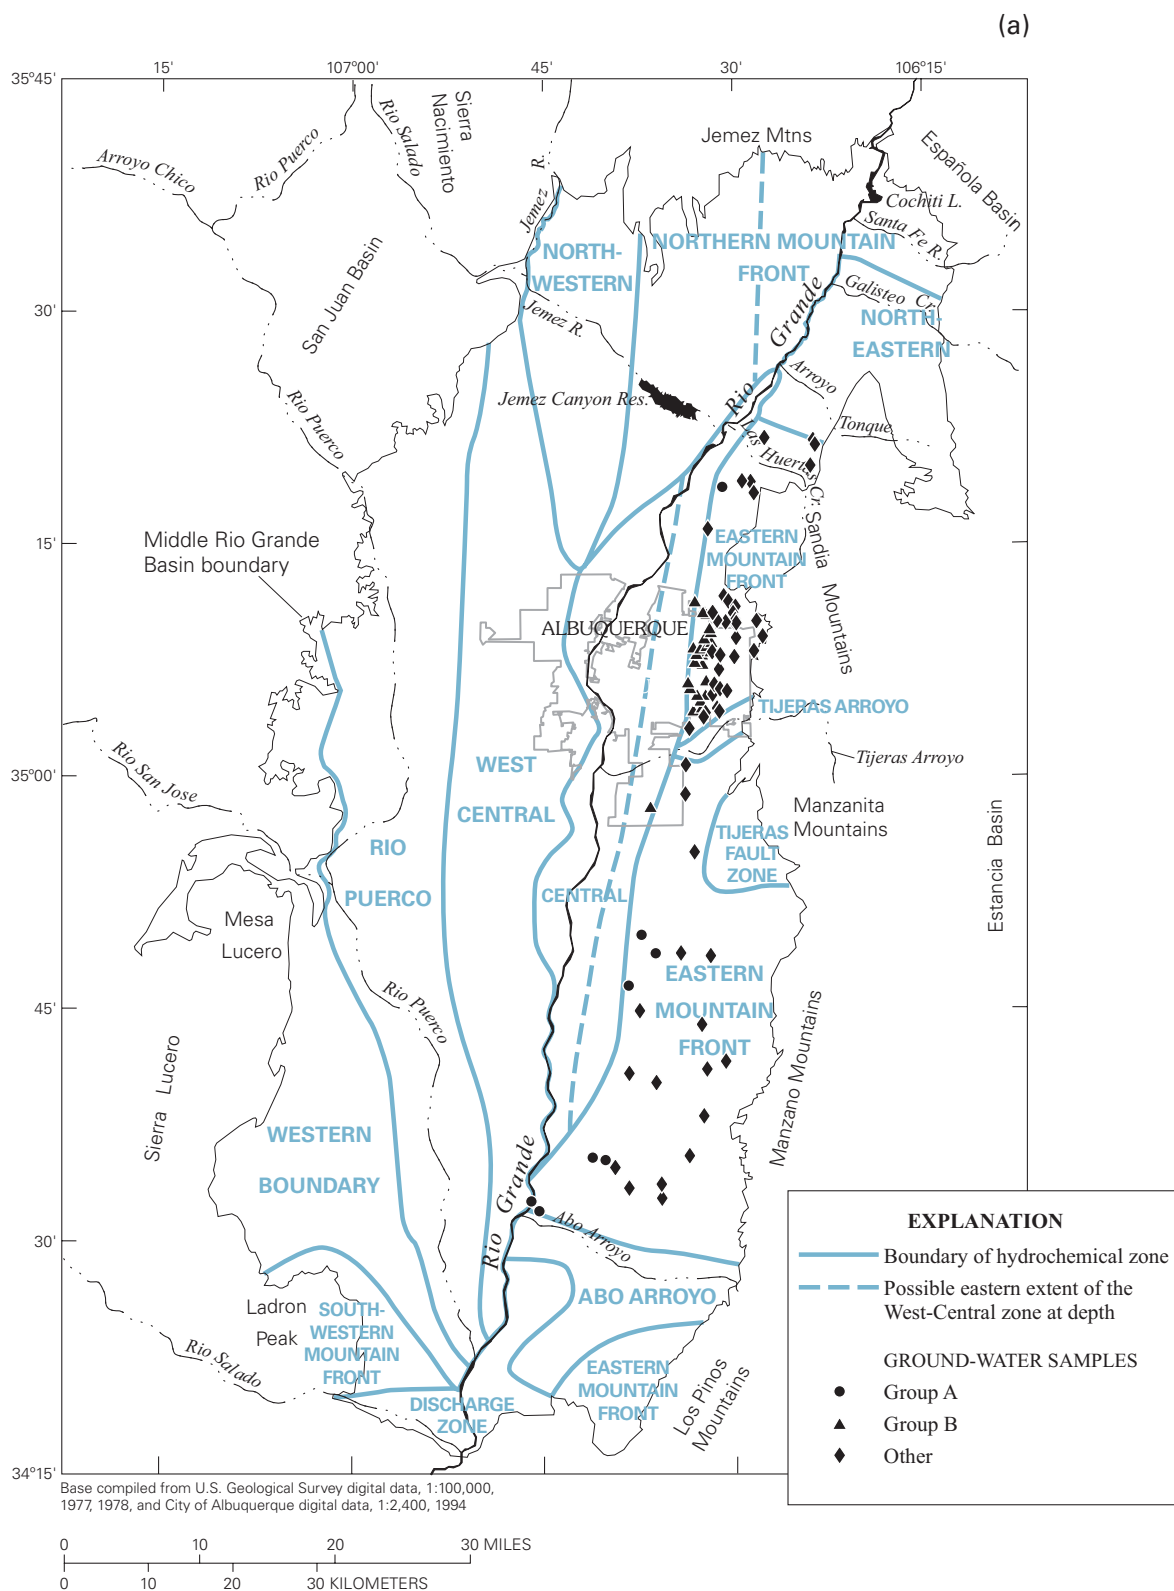 (a)
35°45'
15'
107°00'
45'
30'
106°15'
Sierra
Nacimiento
Jemez Mtns
Española Basin
Arroyo Chico
Rio Puerco
Rio Salado
Jemez R.
Cochiti L.
Santa Fe R.
NORTH-
WESTERN
NORTHERN MOUNTAIN
FRONT
San Juan Basin
Galisteo Cr.
30'
Jemez R.
NORTH-
EASTERN
Rio Grande
Arroyo
Tonque
Jemez Canyon Res.
Rio Puerco
Las Huertas Cr.
15'
Middle Rio Grande
Basin boundary
EASTERN
MOUNTAIN
FRONT
Sandia Mountains
ALBUQUERQUE
TIJERAS ARROYO
Tijeras Arroyo
Rio San Jose
35°00'
WEST
CENTRAL
Manzanita
Mountains
TIJERAS
FAULT
ZONE
RIO
PUERCO
CENTRAL
Estancia Basin
Mesa
Lucero
EASTERN
MOUNTAIN
FRONT
Rio Puerco
45'
Sierra Lucero
Manzano Mountains
WESTERN
BOUNDARY
Rio Grande
Abo Arroyo
30'
ABO ARROYO
Ladron
Peak
SOUTH-
WESTERN
MOUNTAIN
FRONT
Rio Salado
EASTERN
MOUNTAIN
FRONT
Los Pinos
Mountains
DISCHARGE
ZONE
34°15'
EXPLANATION
Boundary of hydrochemical zone
Possible eastern extent of the
West-Central zone at depth
GROUND-WATER SAMPLES
Group A
Group B
Other
Base compiled from U.S. Geological Survey digital data, 1:100,000,
1977, 1978, and City of Albuquerque digital data, 1:2,400, 1994
0 10 20 30 MILES
0 10 20 30 KILOMETERS